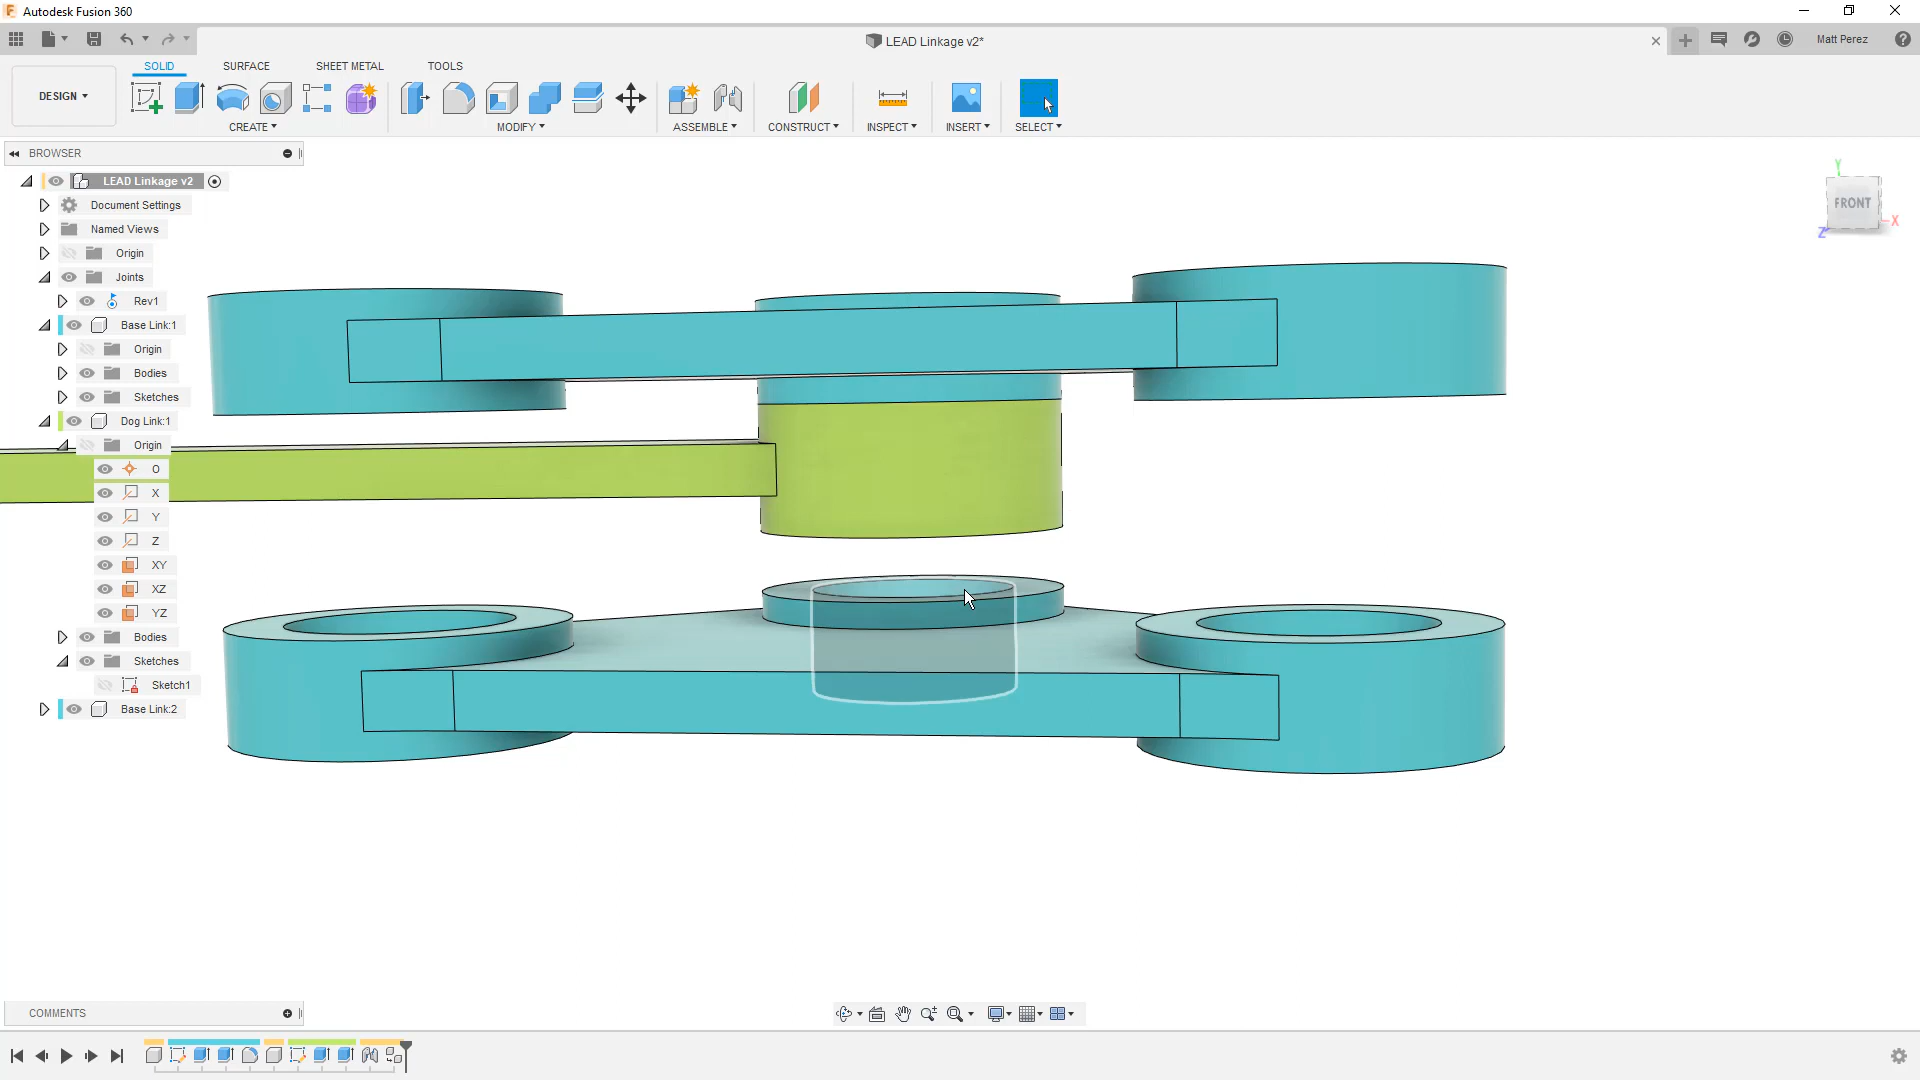 Autodesk Fusion 360
LEAD Linkage v2*
Matt Perez
DESIGN
SOLID
SURFACE
SHEET METAL
TOOLS
CREATE
MODIFY
ASSEMBLE
CONSTRUCT
INSPECT
INSERT
SELECT
BROWSER
LEAD Linkage v2
Document Settings
Named Views
Origin
Joints
Rev1
Base Link:1
Origin
Bodies
Sketches
Dog Link:1
Origin
O
X
Y
Z
XY
XZ
YZ
Bodies
Sketches
Sketch1
Base Link:2
Y
FRONT
X
Z
COMMENTS